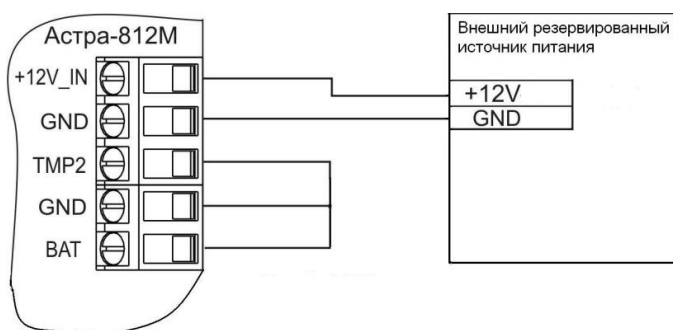 Астра-812М
+12V_IN
GND
TMP2
GND
BAT
Внешний резервированный
источник питания
+12V
GND